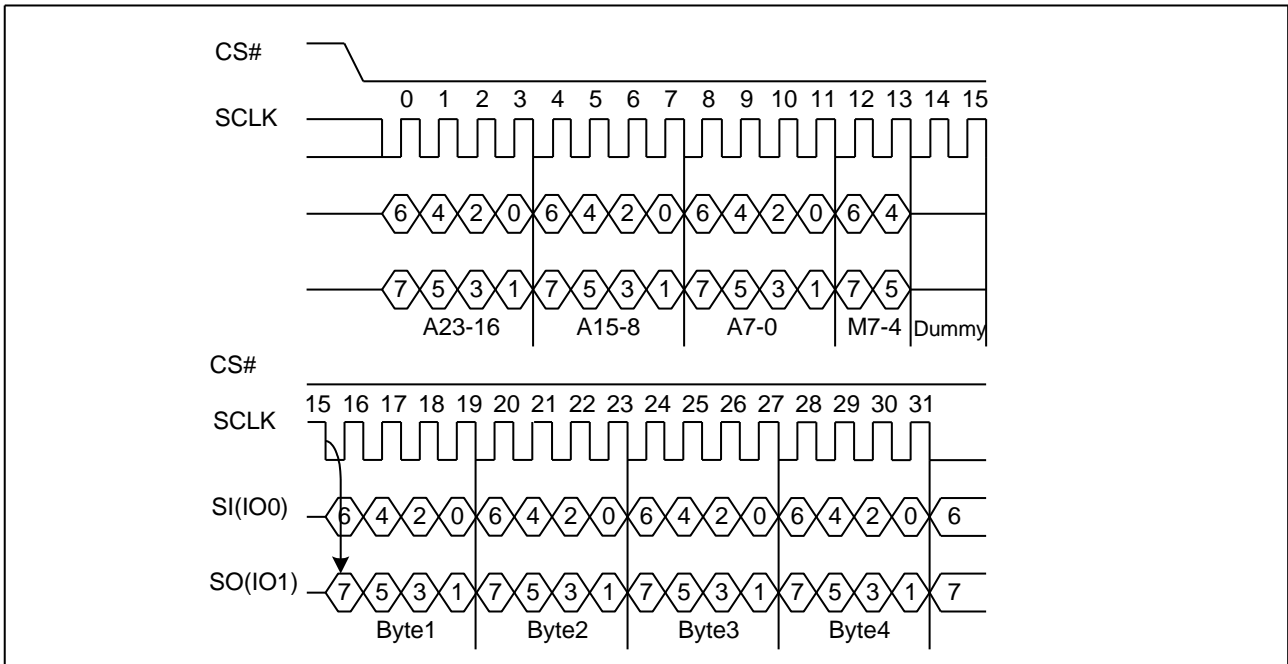 CS#
0 1 2 3 4 5 6 7 8 9 10 11 12 13 14 15
SCLK
6 4 2 0 6 4 2 0 6 4 2 0 6 4
7 5 3 1 7 5 3 1 7 5 3 1 7 5
A23-16 A15-8 A7-0 M7-4 Dummy
CS#
15 16 17 18 19 20 21 22 23 24 25 26 27 28 29 30 31
SCLK
SI(IO0) 6 4 2 0 6 4 2 0 6 4 2 0 6 4 2 0 6
SO(IO1) 7 5 3 1 7 5 3 1 7 5 3 1 7 5 3 1 7
Byte1 Byte2 Byte3 Byte4